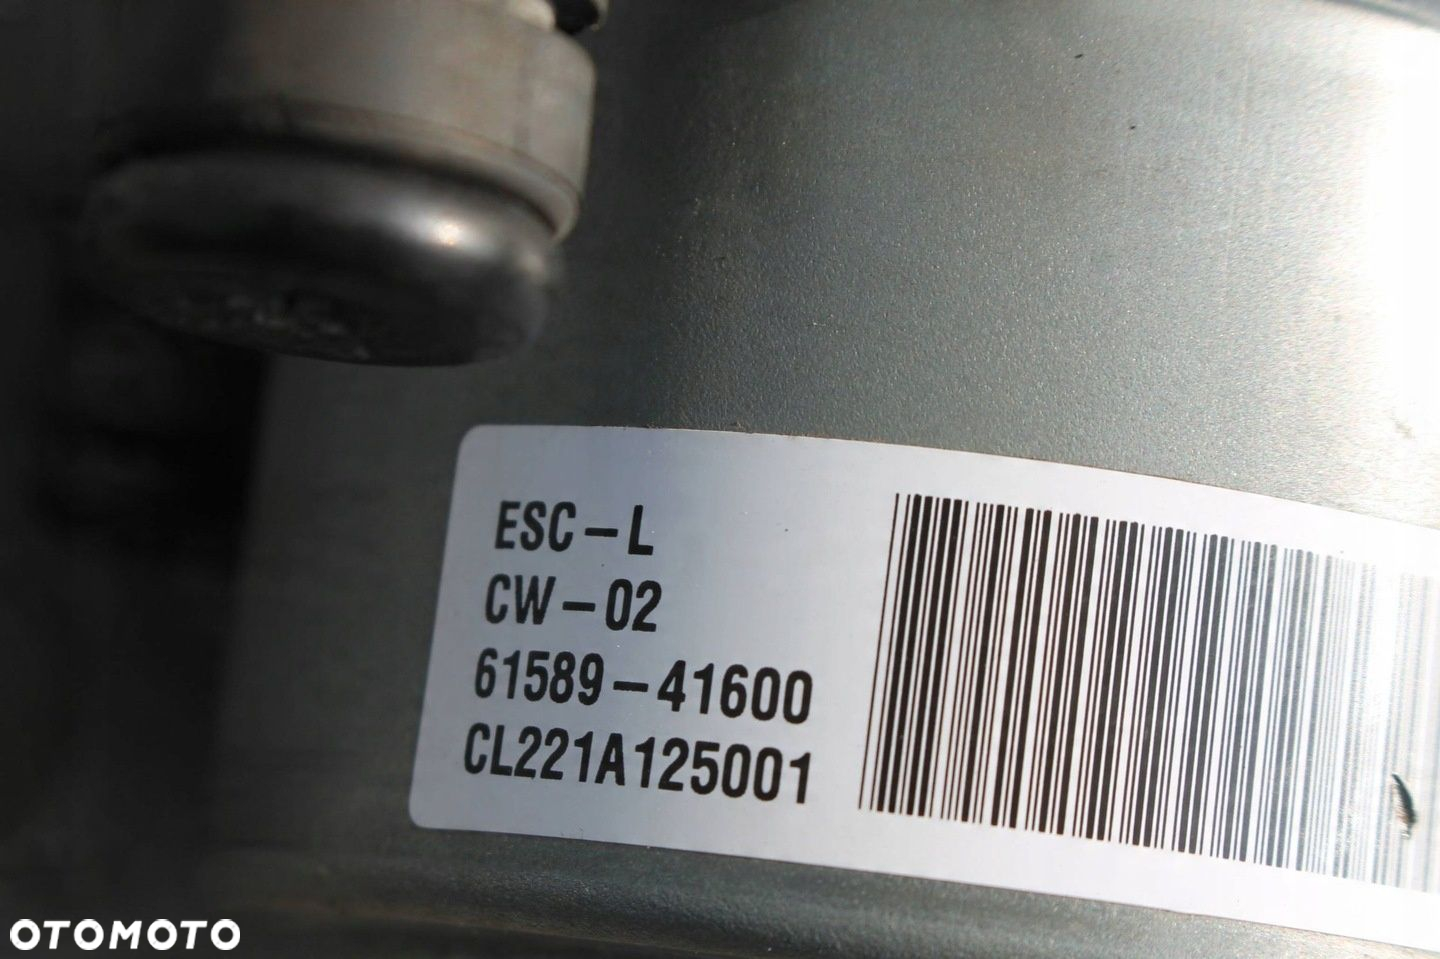 ESC-L
CW-02
61589-41600
CL221A125001
OTOMOTO